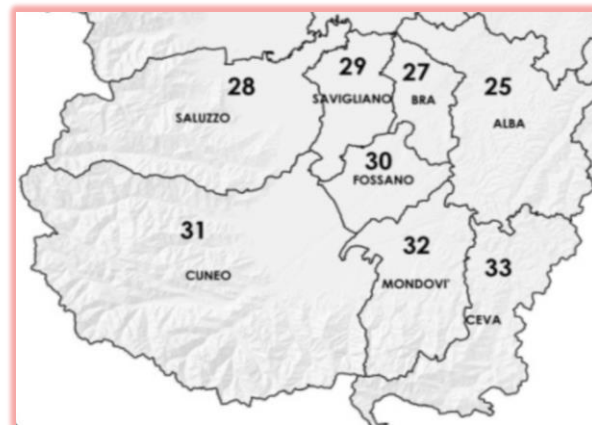 28
SALUZZO
29
SAVIGLIANO
27
BRA
25
ALBA
30
FOSSANO
31
CUNEO
32
MONDOVI'
33
CEVA